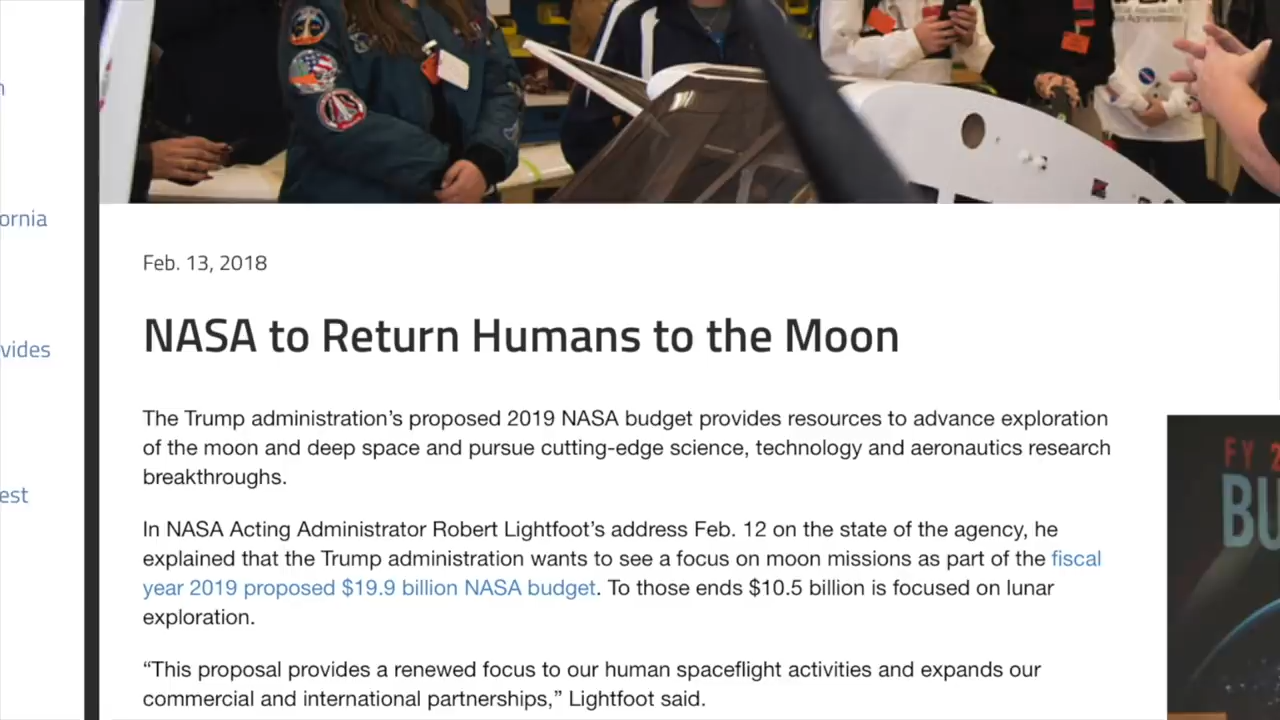 ornia
vides
est
Feb. 13, 2018
NASA to Return Humans to the Moon
The Trump administration’s proposed 2019 NASA budget provides resources to advance exploration
of the moon and deep space and pursue cutting-edge science, technology and aeronautics research
breakthroughs.
In NASA Acting Administrator Robert Lightfoot’s address Feb. 12 on the state of the agency, he
explained that the Trump administration wants to see a focus on moon missions as part of the fiscal
year 2019 proposed $19.9 billion NASA budget. To those ends $10.5 billion is focused on lunar
exploration.
“This proposal provides a renewed focus to our human spaceflight activities and expands our
commercial and international partnerships,” Lightfoot said.
FY 2
BU